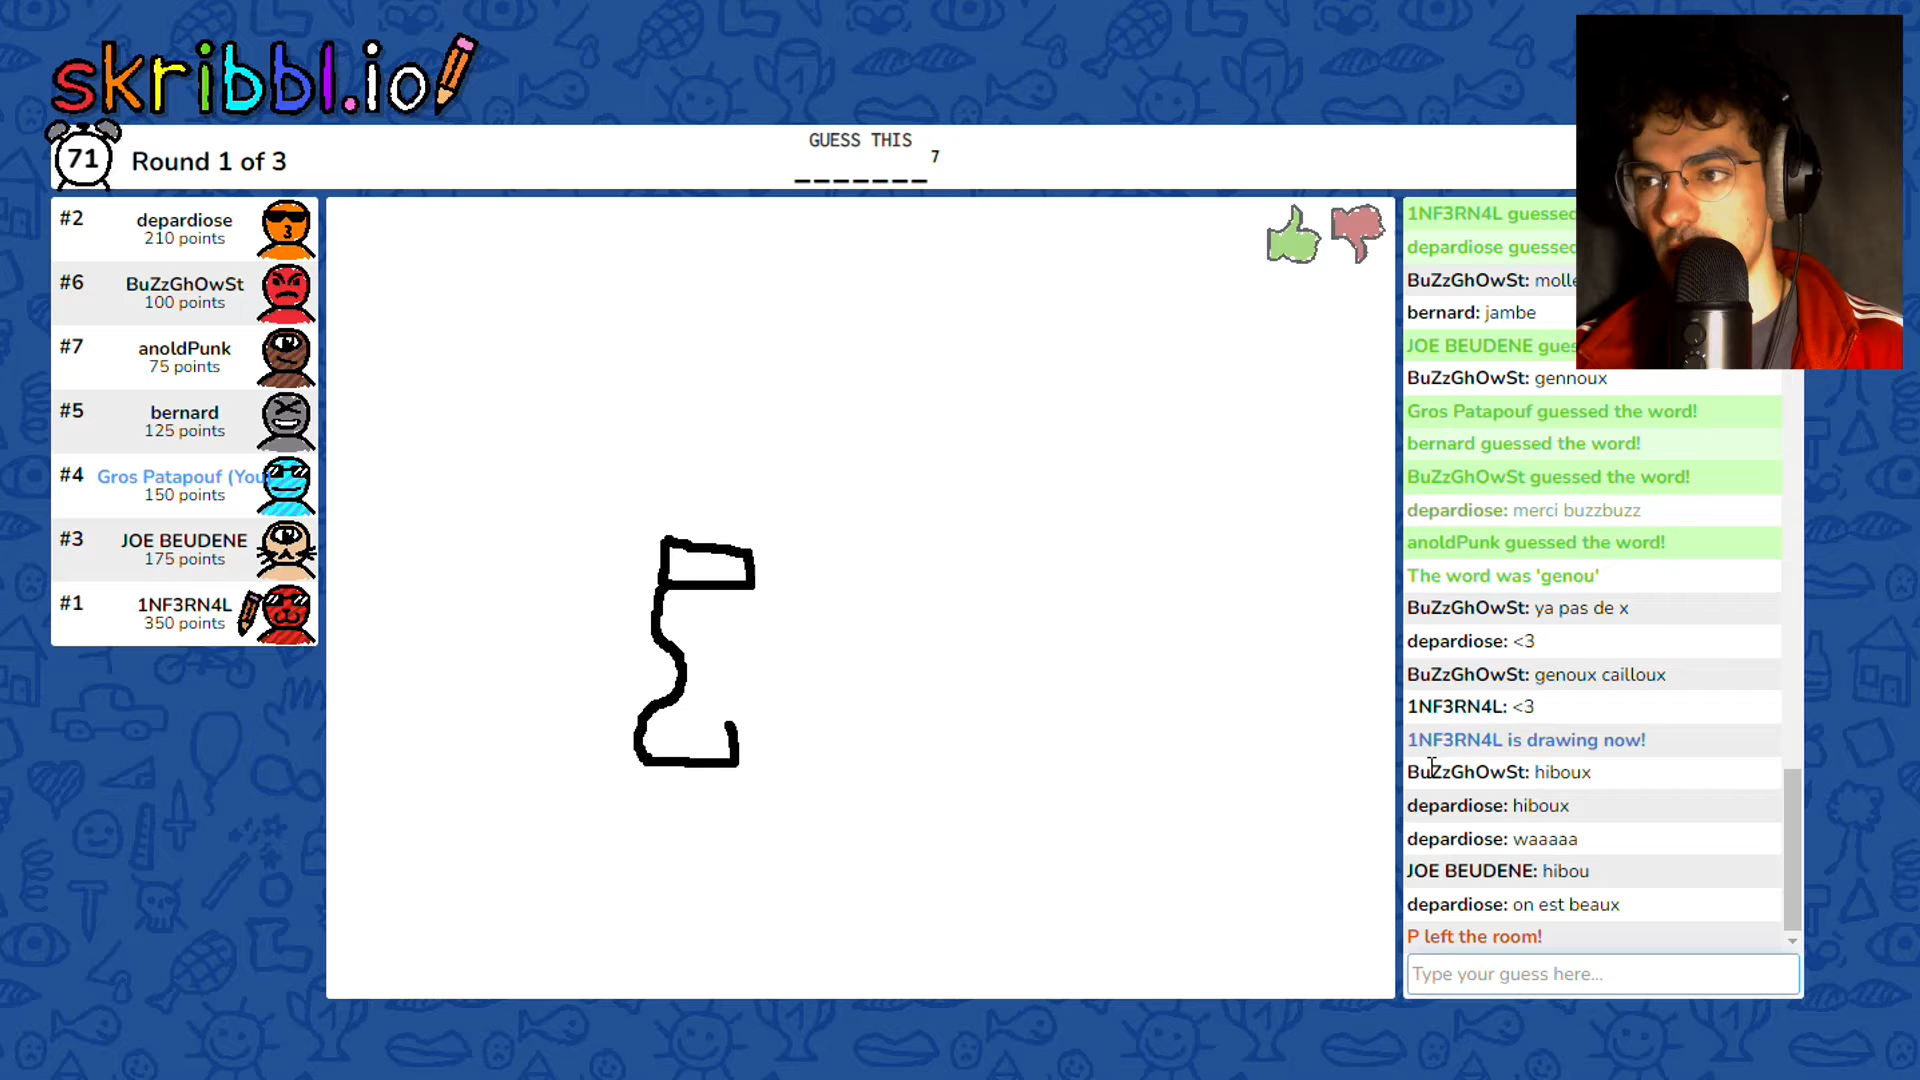 skribbl.io
71
Round 1 of 3
GUESS THIS
_______ 7
#2 depardiose
210 points
#6 BuZzGhOwSt
100 points
#7 anoldPunk
75 points
#5 bernard
125 points
#4 Gros Patapouf (You
150 points
#3 JOE BEUDENE
175 points
#1 1NF3RN4L
350 points
1NF3RN4L guessed
depardiose guessed
BuZzGhOwSt: molle
bernard: jambe
JOE BEUDENE gues
BuZzGhOwSt: gennoux
Gros Patapouf guessed the word!
bernard guessed the word!
BuZzGhOwSt guessed the word!
depardiose: merci buzzbuzz
anoldPunk guessed the word!
The word was 'genou'
BuZzGhOwSt: ya pas de x
depardiose: <3
BuZzGhOwSt: genoux cailloux
1NF3RN4L: <3
1NF3RN4L is drawing now!
BuZzGhOwSt: hiboux
depardiose: hiboux
depardiose: waaaaa
JOE BEUDENE: hibou
depardiose: on est beaux
P left the room!
Type your guess here...